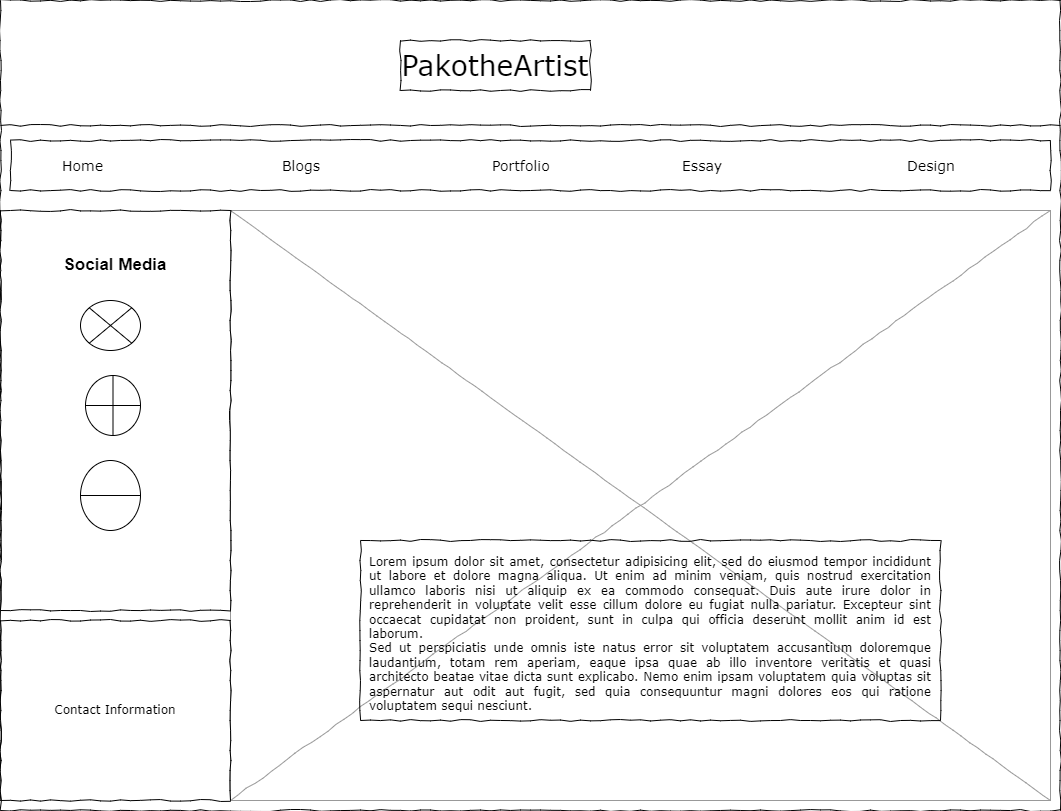 PakotheArtist
Home Blogs Portfolio Essay Design
Social Media
Lorem ipsum dolor sit amet, consectetur adipisicing elit, sed do eiusmod tempor incididunt
ut labore et dolore magna aliqua. Ut enim ad minim veniam, quis nostrud exercitation
ullamco laboris nisi ut aliquip ex ea commodo consequat. Duis aute irure dolor in
reprehenderit in voluptate velit esse cillum dolore eu fugiat nulla pariatur. Excepteur sint
occaecat cupidatat non proident, sunt in culpa qui officia deserunt mollit anim id est
laborum.
Sed ut perspiciatis unde omnis iste natus error sit voluptatem accusantium doloremque
laudantium, totam rem aperiam, eaque ipsa quae ab illo inventore veritatis et quasi
architecto beatae vitae dicta sunt explicabo. Nemo enim ipsam voluptatem quia voluptas sit
aspernatur aut odit aut fugit, sed quia consequuntur magni dolores eos qui ratione
voluptatem sequi nesciunt.
Contact Information